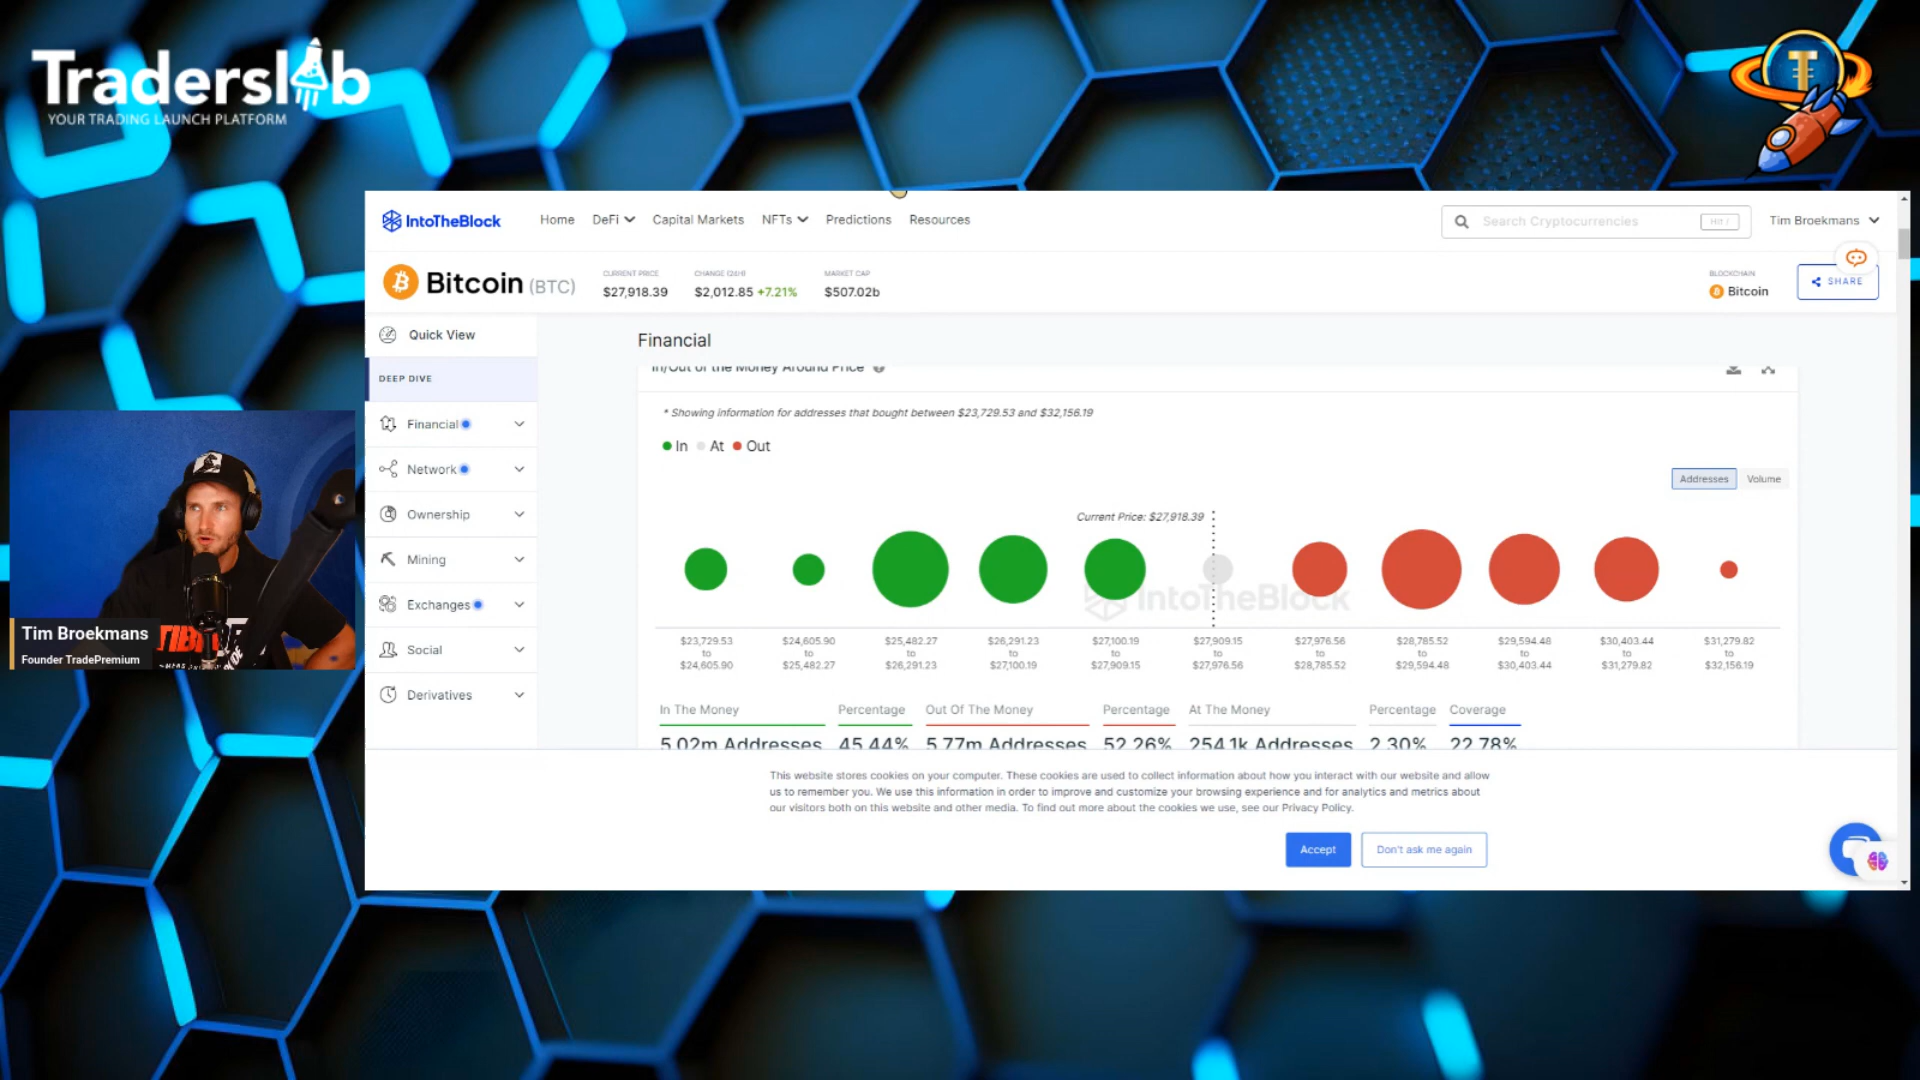 Traderslab
YOUR TRADING LAUNCH PLATFORM
IntoTheBlock
Home DeFi Capital Markets NFTs Predictions Resources
Search Cryptocurrencies
Hit /
Tim Broekmans
Bitcoin (BTC)
CURRENT PRICE
$27,918.39
CHANGE (24H)
$2,012.85 +7.21%
MARKET CAP
$507.02b
BLOCKCHAIN
Bitcoin
SHARE
Quick View
DEEP DIVE
Financial
Network
Ownership
Mining
Exchanges
Social
Derivatives
Financial
In/Out of the Money Around Price
* Showing information for addresses that bought between $23,729.53 and $32,156.19
In At Out
Addresses Volume
Current Price: $27,918.39
IntoTheBlock
$23,729.53 to $24,605.90
$24,605.90 to $25,482.27
$25,482.27 to $26,291.23
$26,291.23 to $27,100.19
$27,100.19 to $27,909.15
$27,909.15 to $27,976.56
$27,976.56 to $28,785.52
$28,785.52 to $29,594.48
$29,594.48 to $30,403.44
$30,403.44 to $31,279.82
$31,279.82 to $32,156.19
In The Money Percentage Out Of The Money Percentage At The Money Percentage Coverage
5.02m Addresses 45.44% 5.77m Addresses 52.26% 254.1k Addresses 2.30% 22.78%
This website stores cookies on your computer. These cookies are used to collect information about how you interact with our website and allow
us to remember you. We use this information in order to improve and customize your browsing experience and for analytics and metrics about
our visitors both on this website and other media. To find out more about the cookies we use, see our Privacy Policy.
Accept Don't ask me again
Tim Broekmans
Founder TradePremium